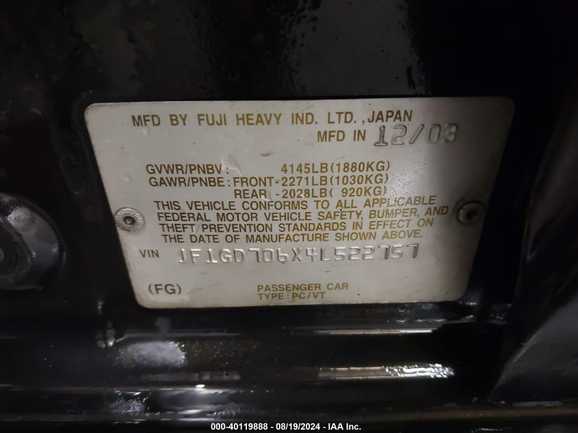 MFD BY FUJI HEAVY IND. LTD., JAPAN
MFD IN 12/03
GVWR/PNBV: 4145LB(1880KG)
GAWR/PNBE: FRONT-2271LB(1030KG)
REAR -2028LB( 920KG)
THIS VEHICLE CONFORMS TO ALL APPLICABLE
FEDERAL MOTOR VEHICLE SAFETY, BUMPER, AND
THEFT PREVENTION STANDARDS IN EFFECT ON
THE DATE OF MANUFACTURE SHOWN ABOVE.
VIN JF1GD706X4L522757
(FG) PASSENGER CAR
TYPE:PC/VT
000-40119888 - 08/19/2024 - IAA Inc.